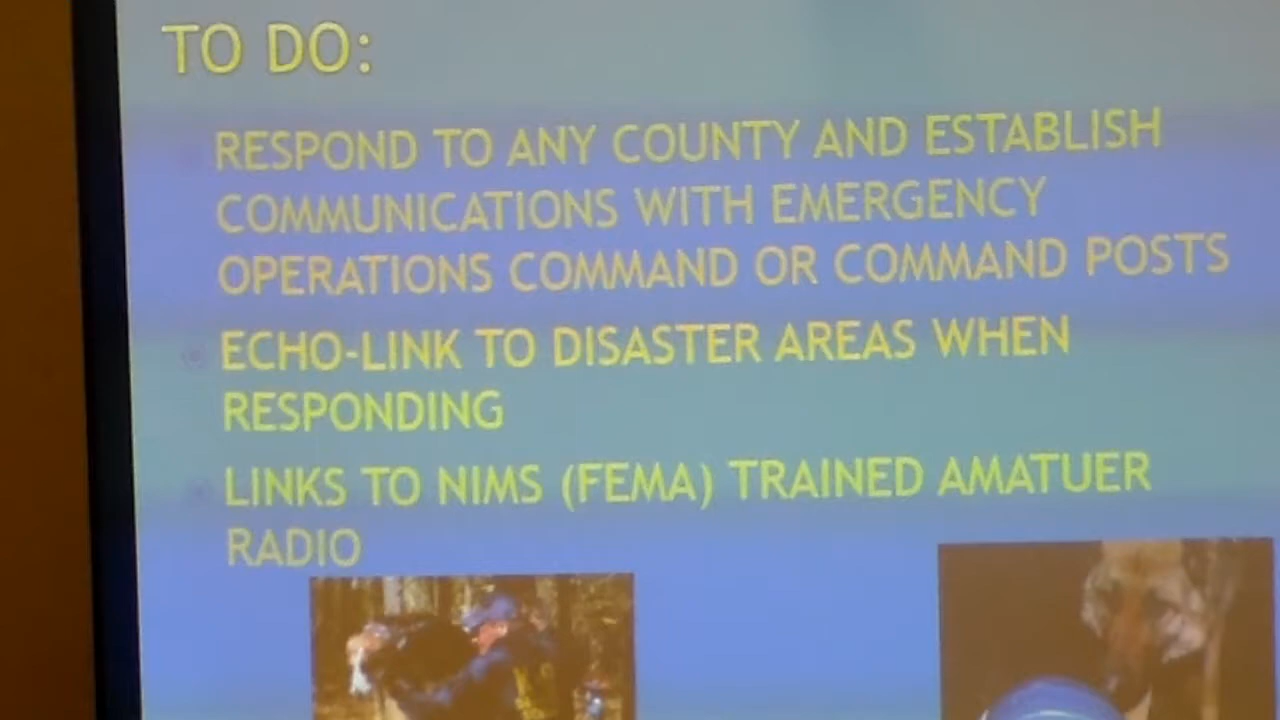 TO DO:
RESPOND TO ANY COUNTY AND ESTABLISH
COMMUNICATIONS WITH EMERGENCY
OPERATIONS COMMAND OR COMMAND POSTS
ECHO-LINK TO DISASTER AREAS WHEN
RESPONDING
LINKS TO NIMS (FEMA) TRAINED AMATUER
RADIO